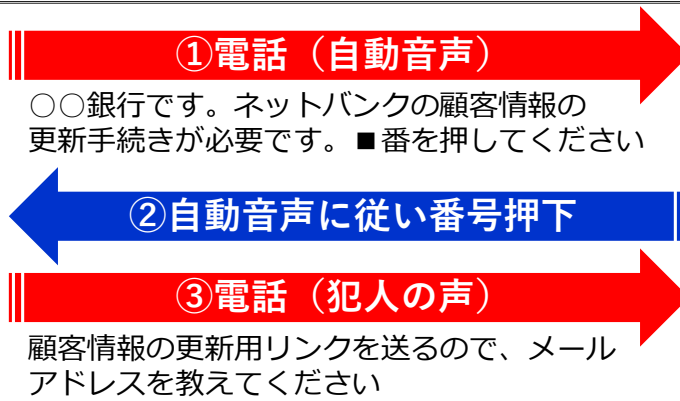 ①電話（自動音声）
○○銀行です。ネットバンクの顧客情報の
更新手続きが必要です。■番を押してください
②自動音声に従い番号押下
③電話（犯人の声）
顧客情報の更新用リンクを送るので、メール
アドレスを教えてください